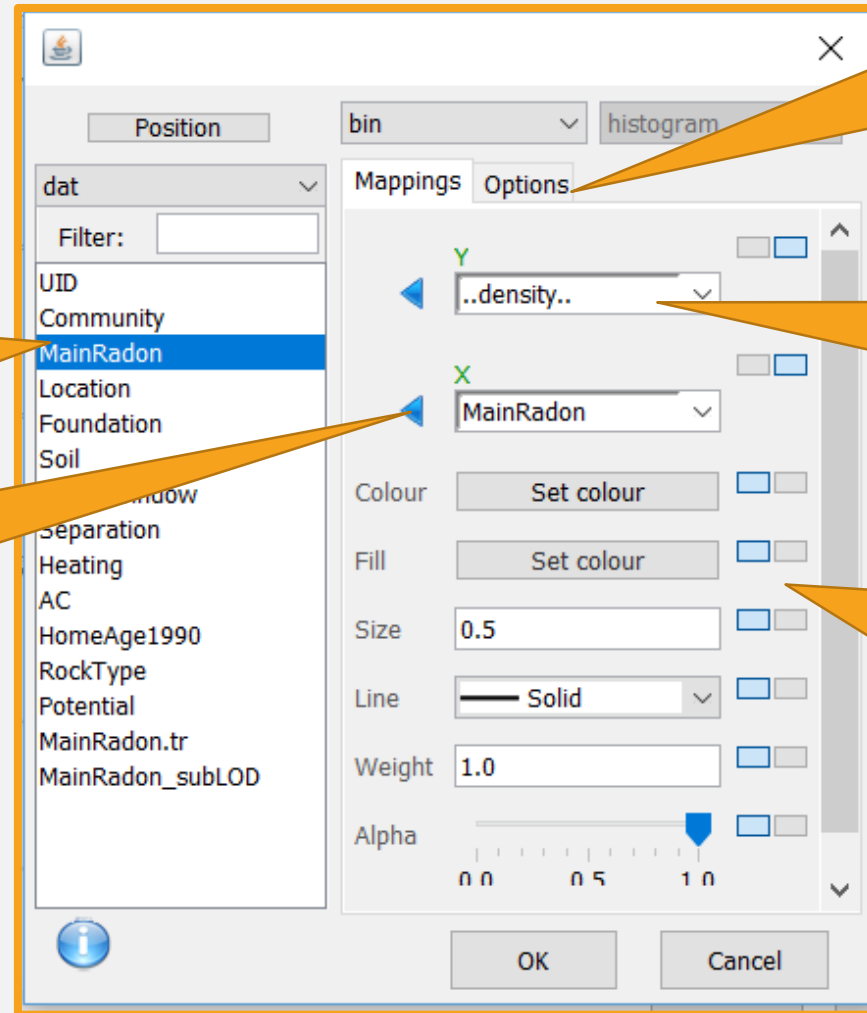 Position
bin
histogram
dat
Mappings
Options
Filter:
UID
Community
MainRadon
Location
Foundation
Soil
Separation
Heating
AC
HomeAge1990
RockType
Potential
MainRadon.tr
MainRadon_subLOD
Y
..density..
X
MainRadon
Colour
Set colour
Fill
Set colour
Size
0.5
Line
Solid
Weight
1.0
Alpha
0.0 0.5 1.0
OK
Cancel